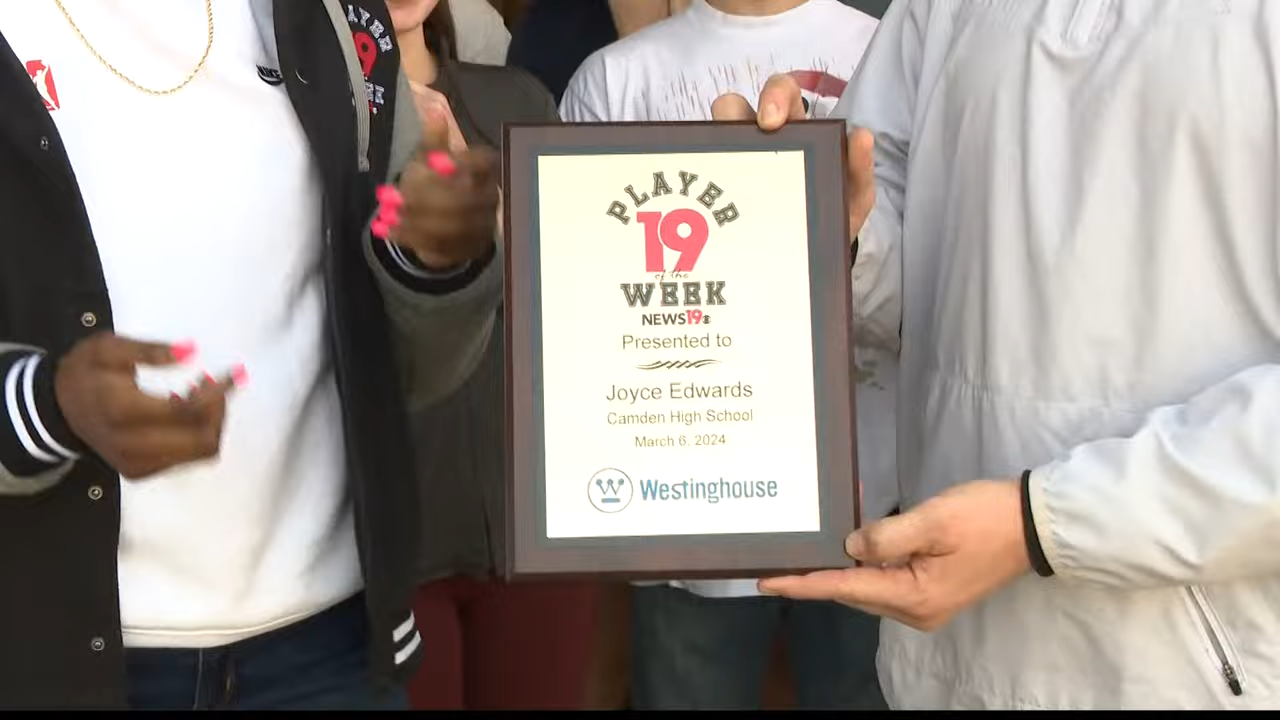 PLAYER
19
of the
WEEK
NEWS19
Presented to
Joyce Edwards
Camden High School
March 6, 2024
Westinghouse